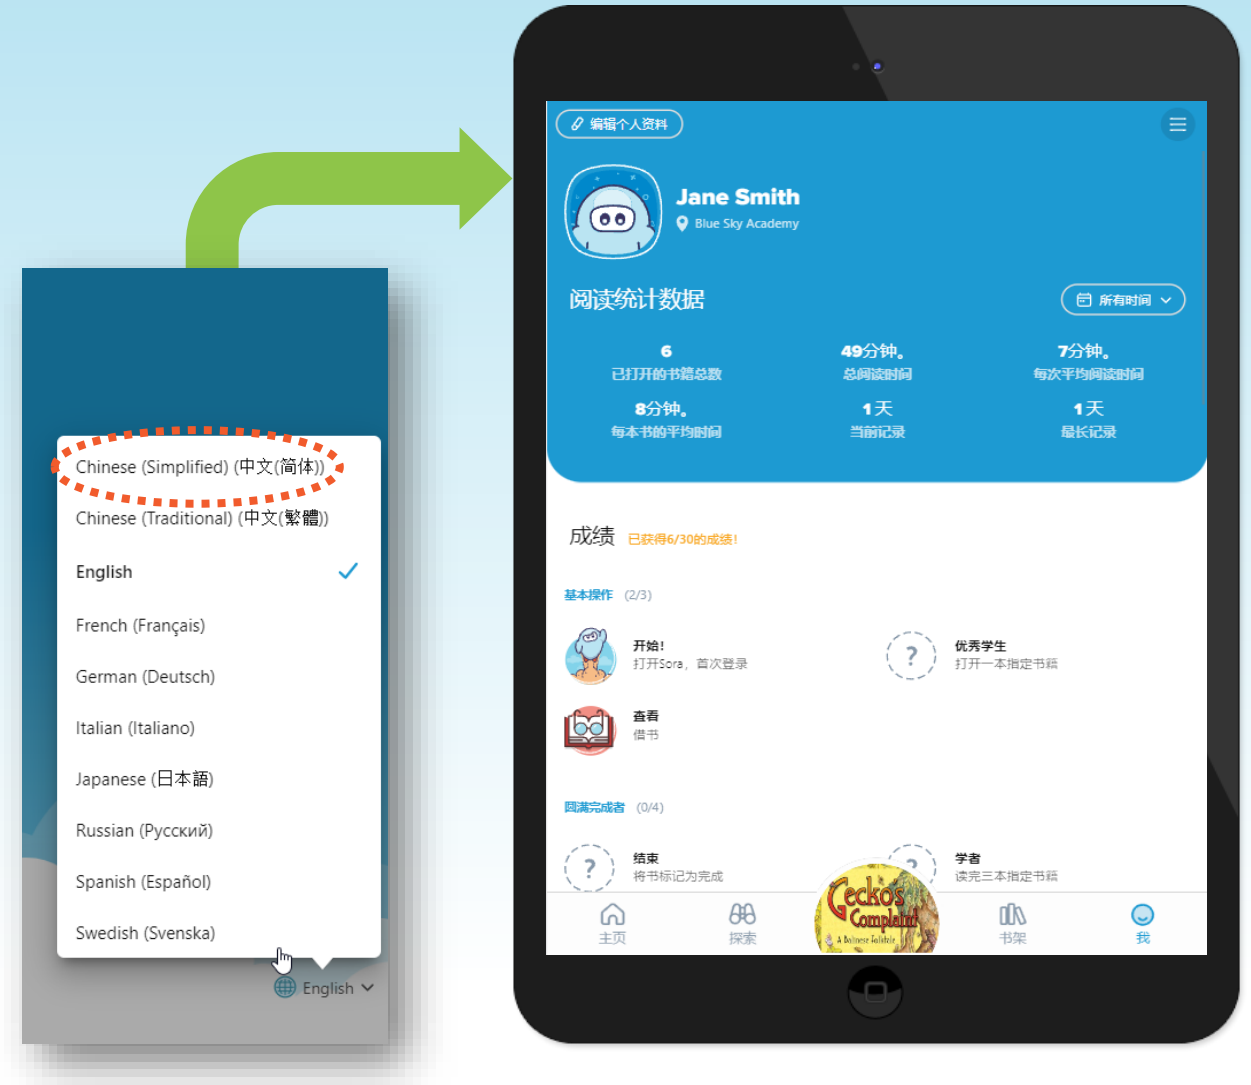 Chinese (Simplified) (中文(简体))
Chinese (Traditional) (中文(繁體))
English
French (Français)
German (Deutsch)
Italian (Italiano)
Japanese (日本語)
Russian (Русский)
Spanish (Español)
Swedish (Svenska)
English
编辑个人资料
Jane Smith
Blue Sky Academy
阅读统计数据
所有时间
6 49分钟。 7分钟。
已打开的书籍总数 总阅读时间 每次平均阅读时间
8分钟。 1 天 1 天
每本书的平均时间 当前记录 最长记录
成绩 已获得6/30的成绩！
基本操作 (2/3)
开始！ ? 优秀学生
打开Sora，首次登录 打开一本指定书籍
查看
借书
圆满完成者 (0/4)
? 结束 ? 学者
将书标记为完成 读完三本指定书籍
Gecko's
Complaint
A Balinese Folktale
主页 探索 书架 我